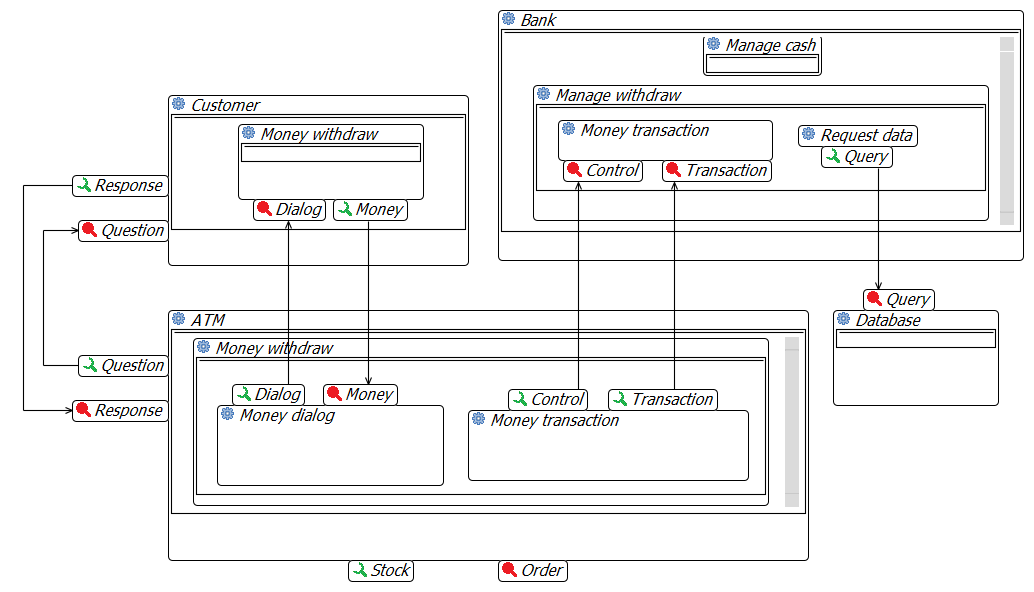 Bank
Manage cash
Manage withdraw
Money transaction
Request data
Control
Transaction
Query
Customer
Money withdraw
Dialog
Money
Response
Question
Query
Database
ATM
Money withdraw
Dialog
Money
Money dialog
Control
Transaction
Money transaction
Question
Response
Stock
Order